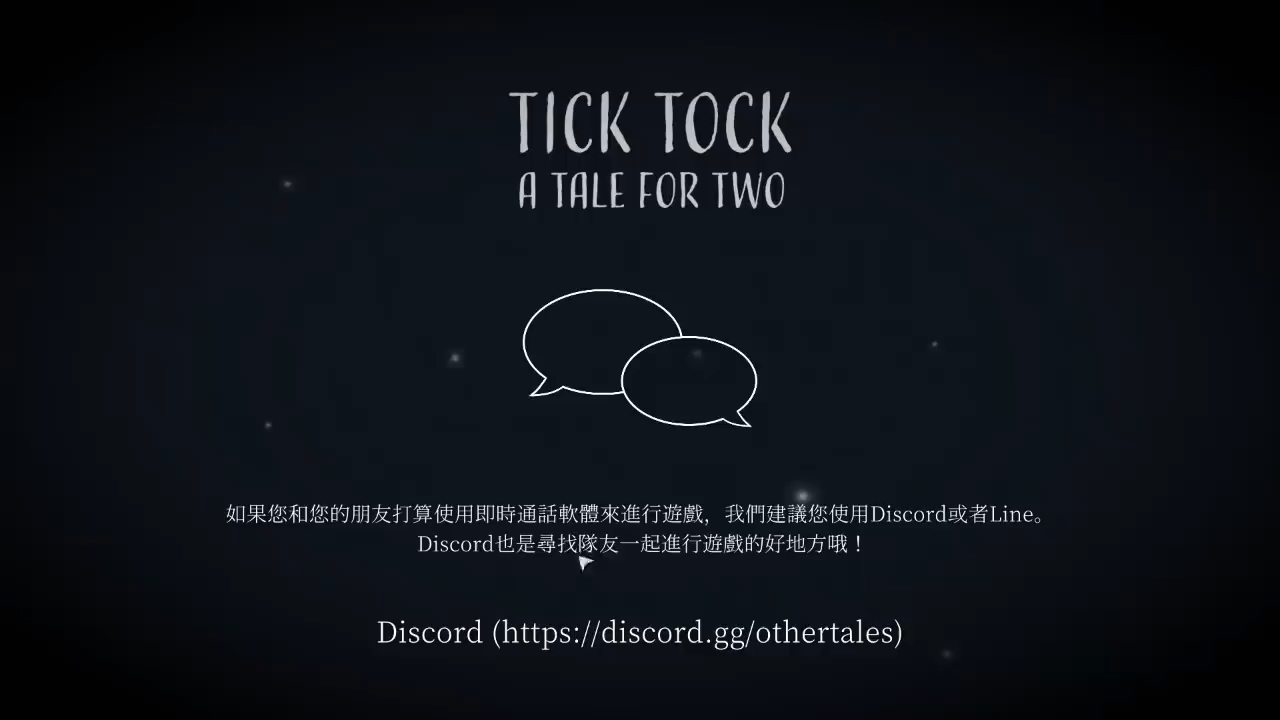 TICK TOCK
A TALE FOR TWO
如果您和您的朋友打算使用即時通話軟體來進行遊戲，我們建議您使用Discord或者Line。
Discord也是尋找隊友一起進行遊戲的好地方哦！
Discord (https://discord.gg/othertales)